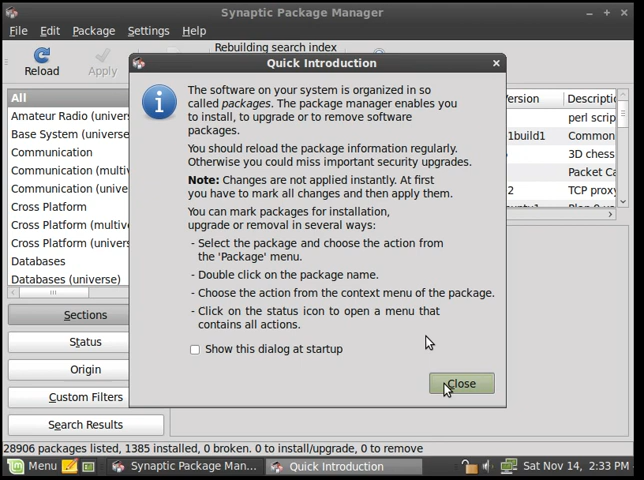 Synaptic Package Manager
File Edit Package Settings Help
Rebuilding search index
Reload
Apply
Quick Introduction
The software on your system is organized in so
called packages. The package manager enables you
to install, to upgrade or to remove software
packages.
You should reload the package information regularly.
Otherwise you could miss important security upgrades.
Note: Changes are not applied instantly. At first
you have to mark all changes and then apply them.
You can mark packages for installation,
upgrade or removal in several ways:
- Select the package and choose the action from
the 'Package' menu.
- Double click on the package name.
- Choose the action from the context menu of the package.
- Click on the status icon to open a menu that
contains all actions.
Show this dialog at startup
Close
All
Amateur Radio (univers
Base System (universe
Communication
Communication (multiv
Communication (unive
Cross Platform
Cross Platform (multiv
Cross Platform (univers
Databases
Databases (universe)
ersion Descriptio
perl scrip
1build1 Common
3D chess
Packet Ca
2 TCP proxy
Sections
Status
Origin
Custom Filters
Search Results
28906 packages listed, 1385 installed, 0 broken. 0 to install/upgrade, 0 to remove
Menu Synaptic Package Man... Quick Introduction Sat Nov 14, 2:33 PM